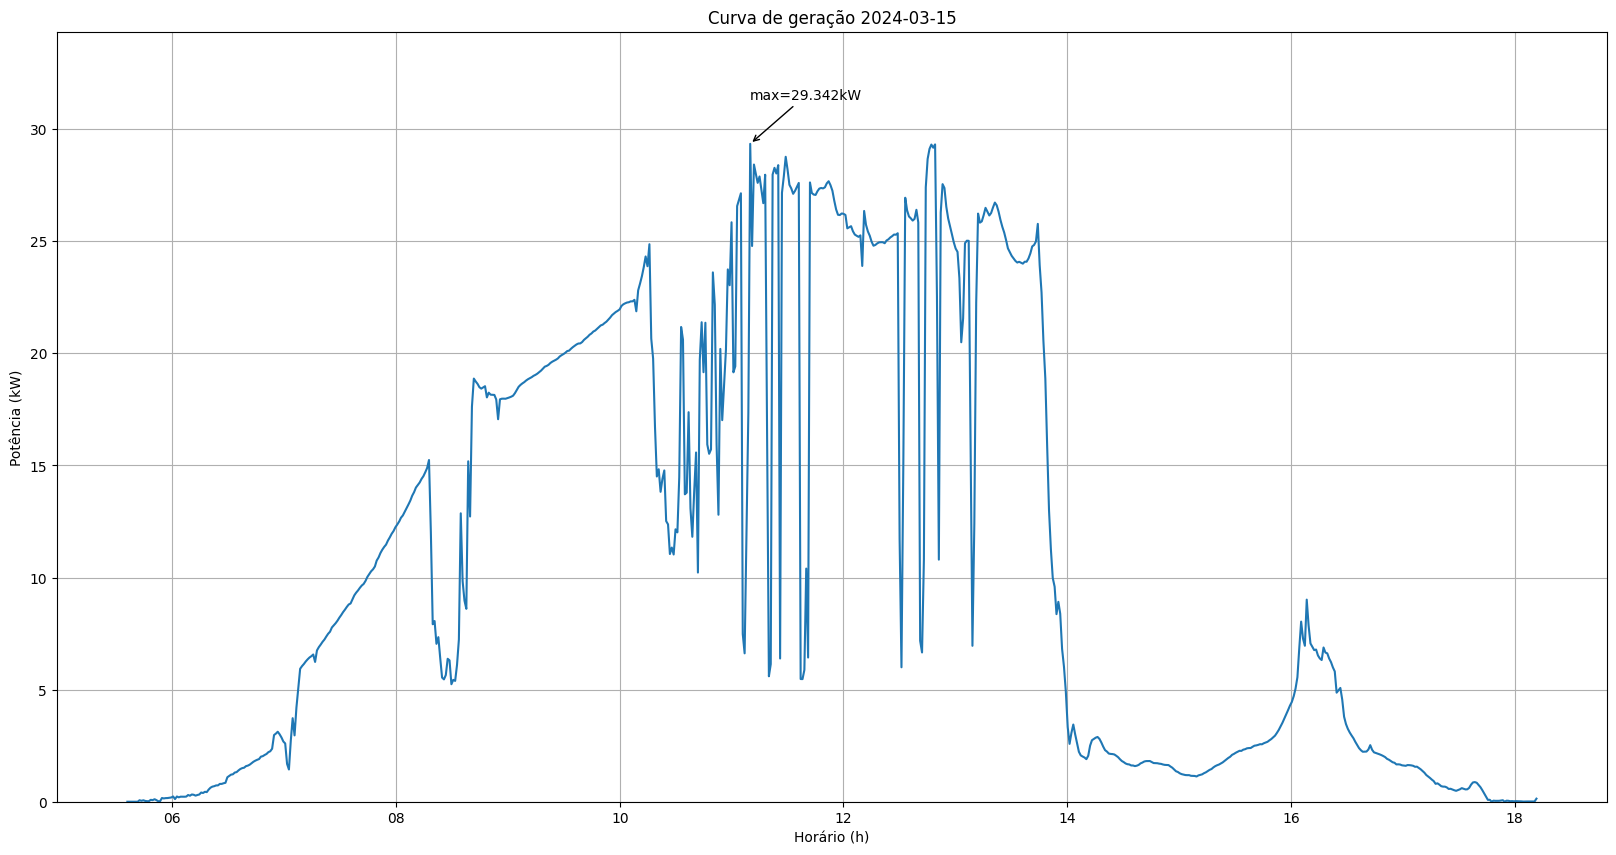 Curva de geração 2024-03-15
max=29.342kW
Potência (kW)
30
25
20
15
10
5
0
06 08 10 12 14 16 18
Horário (h)